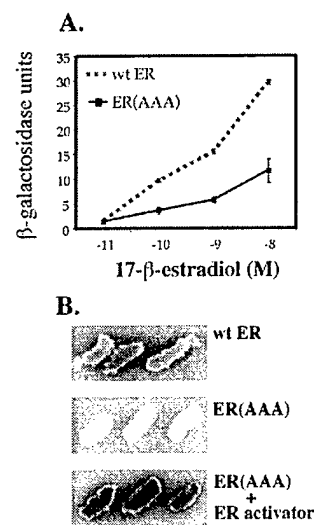 A.
β-galactosidase units
35
30
25
20
15
10
5
0
wt ER
ER(AAA)
-11 -10 -9 -8
17-β-estradiol (M)
B.
wt ER
ER(AAA)
ER(AAA)
+
ER activator